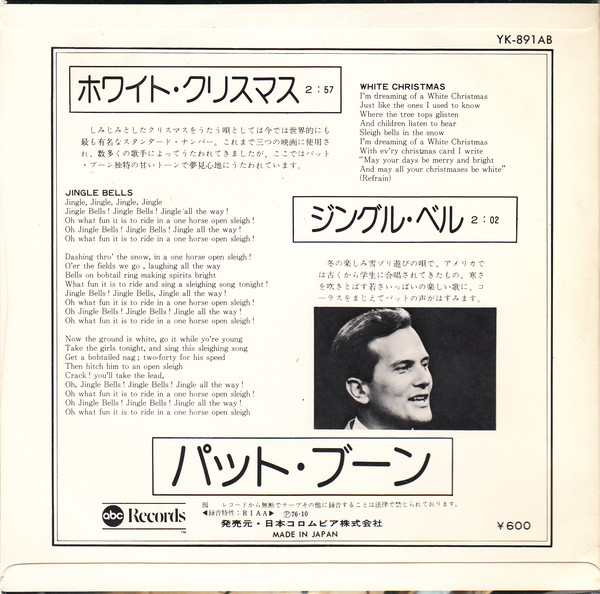 YK-891AB
ホワイト・クリスマス 2:57
しみじみとしたクリスマスをうたう唄としては今では世界的にも
最も有名なスタンダード・ナンバー。これまで三つの映画に使用さ
れ、数多くの歌手によってうたわれてきましたが、ここではパット
・ブーン独特の甘いトーンで夢見心地にうたわれています。
WHITE CHRISTMAS
I'm dreaming of a White Christmas
Just like the ones I used to know
Where the tree tops glisten
And children listen to hear
Sleigh bells in the snow
I'm dreaming of a White Christmas
With ev'ry christmas card I write
"May your days be merry and bright
And may all your christmases be white"
(Refrain)
JINGLE BELLS
Jingle, Jingle, Jingle, Jingle
Jingle Bells! Jingle Bells! Jingle all the way!
Oh what fun it is to ride in a one horse open sleigh!
Oh Jingle Bells! Jingle Bells! Jingle all the way!
Oh what fun it is to ride in a one horse open sleigh!
Dashing thro' the snow, in a one horse open sleigh!
O'er the fields we go, laughing all the way
Bells on bobtail ring making spirits bright
What fun it is to ride and sing a sleighing song tonight!
Jingle Bells! Jingle Bells, Jingle all the way!
Oh what fun it is to ride in a one horse open sleigh!
Oh Jingle Bells! Jingle Bells! Jingle all the way!
Oh what fun it is to ride in a one horse open sleigh!
Now the ground is white, go it while yo're young
Take the girls tonight, and sing this sleighing song
Get a bobtailed nag; two-forty for his speed
Then hitch him to an open sleigh
Crack! you'll take the lead,
Oh, Jingle Bells! Jingle Bells! Jingle all the way!
Oh what fun it is to ride in a one horse open sleigh!
Oh Jingle Bells! Jingle Bells! Jingle all the way!
Oh what fun it is to ride in a one horse open sleigh
ジングル・ベル 2:02
冬の楽しみ雪ゾリ遊びの唄で、アメリカで
は古くから学生に合唱されてきたもの。寒さ
を吹きとばす若さいっぱいの楽しい歌に、コ
ーラスをまじえてパットの声がはずみます。
パット・ブーン
abc Records
TM
レコードから無断でテープその他に録音することは法律で禁じられております。
◀録音特性：RIAA▶ Ⓟ76·10
発売元・日本コロムビア株式会社
MADE IN JAPAN
¥600